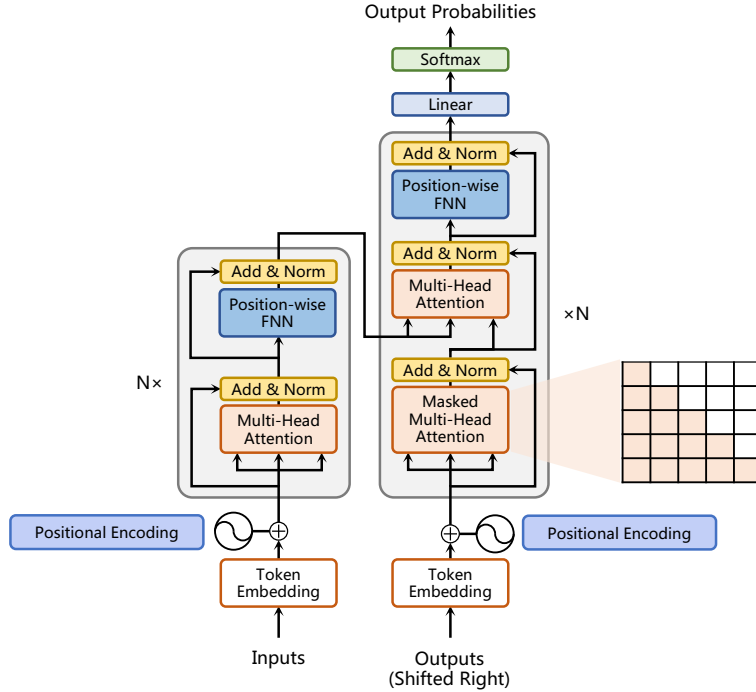 Output Probabilities
Softmax
Linear
Add & Norm
Position-wise
FNN
Add & Norm
Multi-Head
Attention
×N
Add & Norm
Masked
Multi-Head
Attention
Add & Norm
Position-wise
FNN
N×
Add & Norm
Multi-Head
Attention
Positional Encoding
Positional Encoding
Token
Embedding
Token
Embedding
Inputs
Outputs
(Shifted Right)